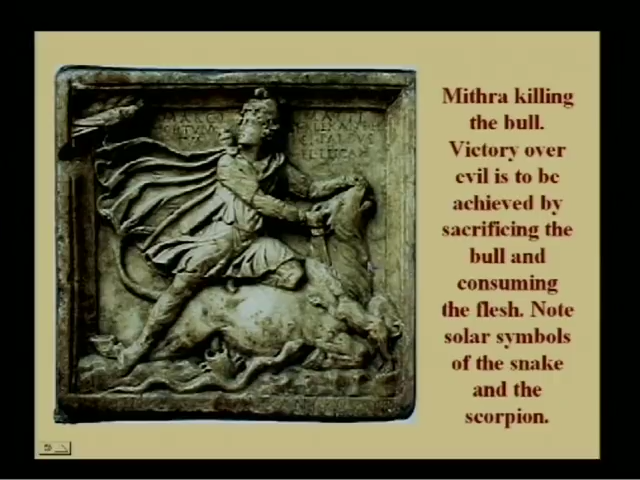 Mithra killing
the bull.
Victory over
evil is to be
achieved by
sacrificing the
bull and
consuming
the flesh. Note
solar symbols
of the snake
and the
scorpion.